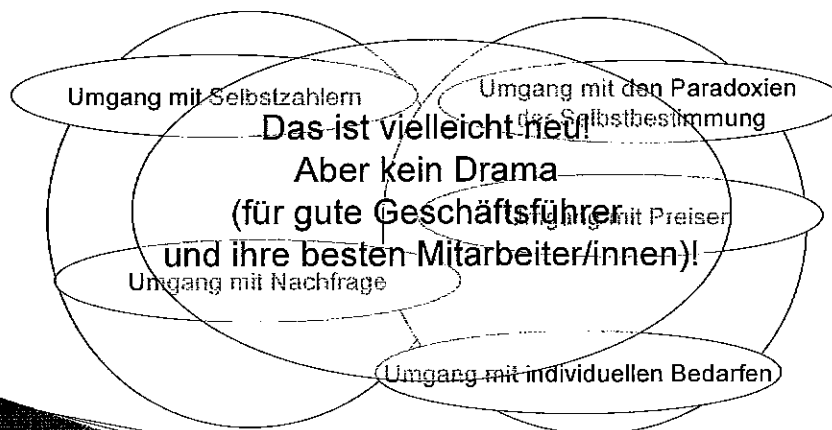 Umgang mit Selbstzahlern
Umgang mit den Paradoxien
der Selbstbestimmung
Das ist vielleicht neu!
Aber kein Drama
(für gute Geschäftsführer
Umgang mit Preisen
und ihre besten Mitarbeiter/innen)!
Umgang mit Nachfrage
Umgang mit individuellen Bedarfen